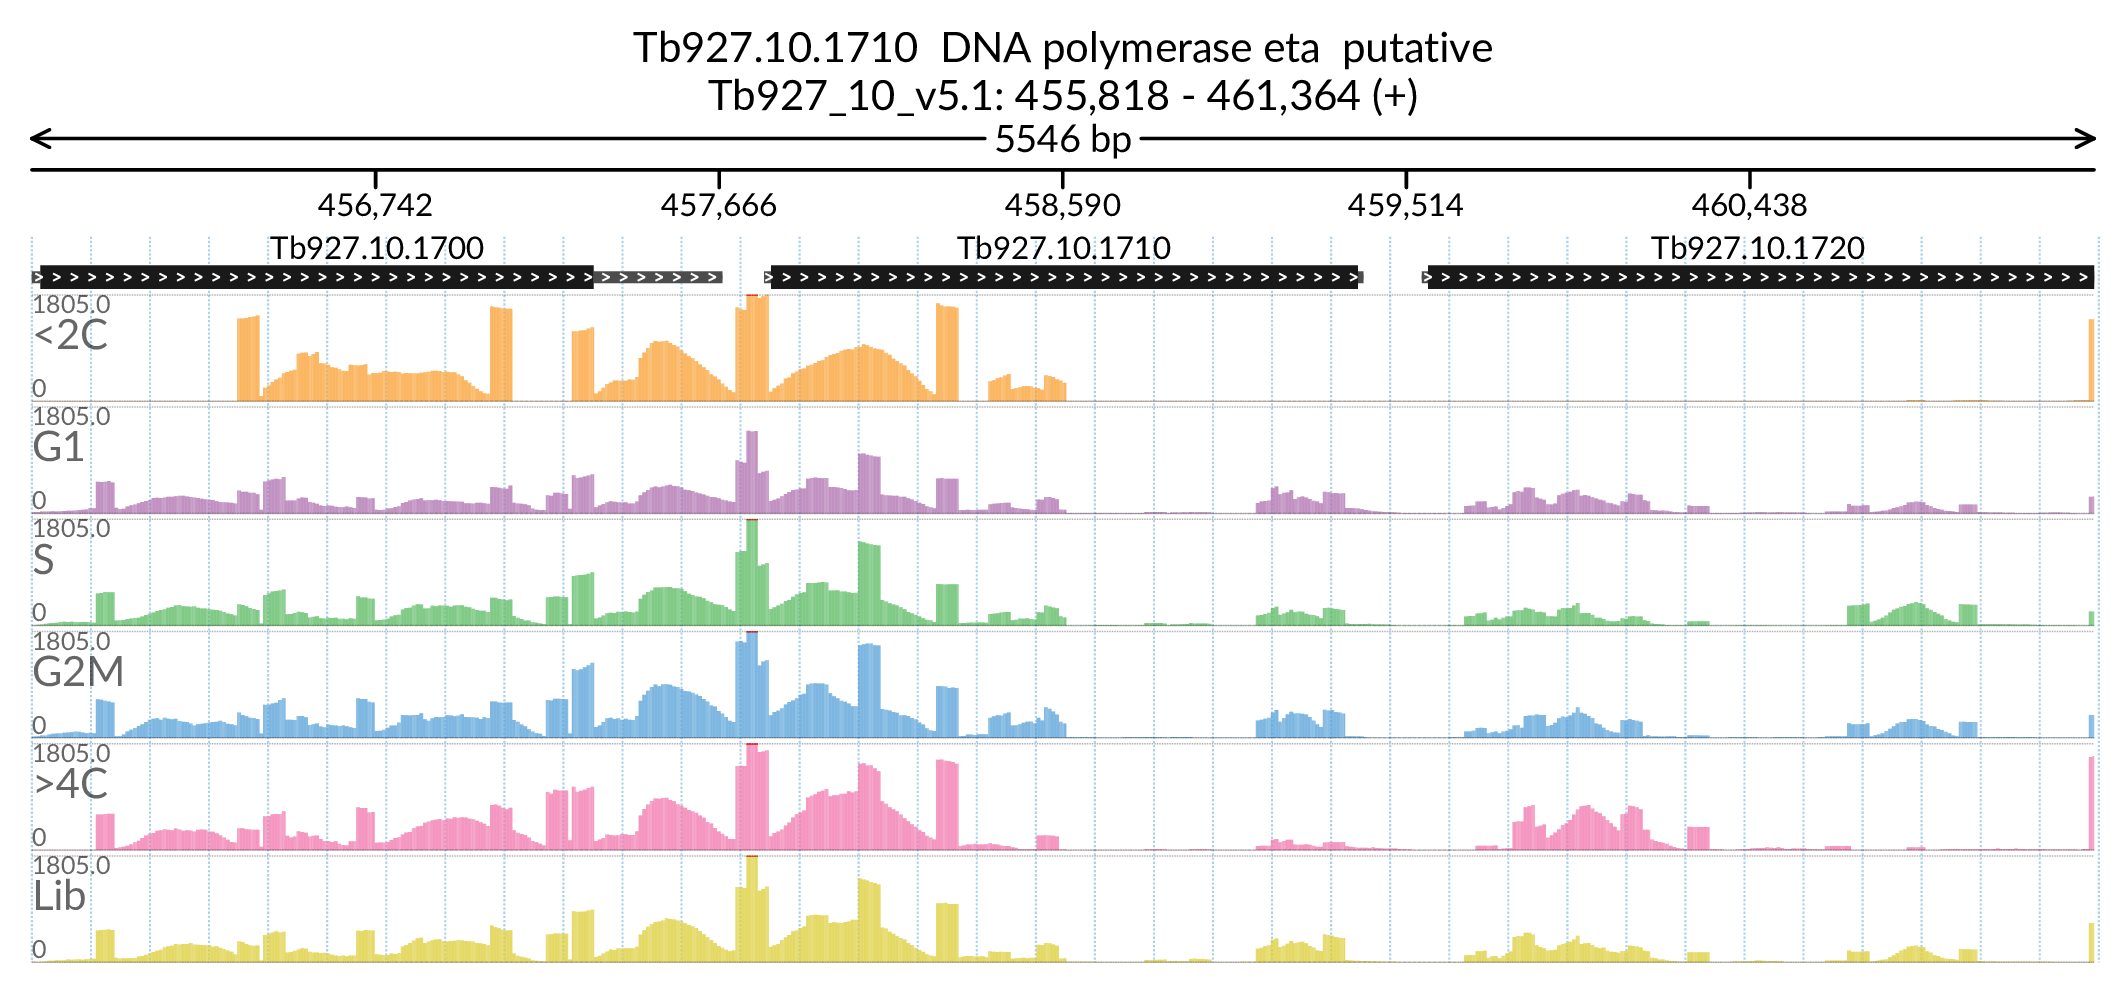 Tb927.10.1710  DNA polymerase eta  putative
Tb927_10_v5.1: 455,818 - 461,364 (+)
5546 bp
456,742 457,666 458,590 459,514 460,438
Tb927.10.1700 Tb927.10.1710 Tb927.10.1720
1805.0
<2C
0
1805.0
G1
0
1805.0
S
0
1805.0
G2M
0
1805.0
>4C
0
1805.0
Lib
0